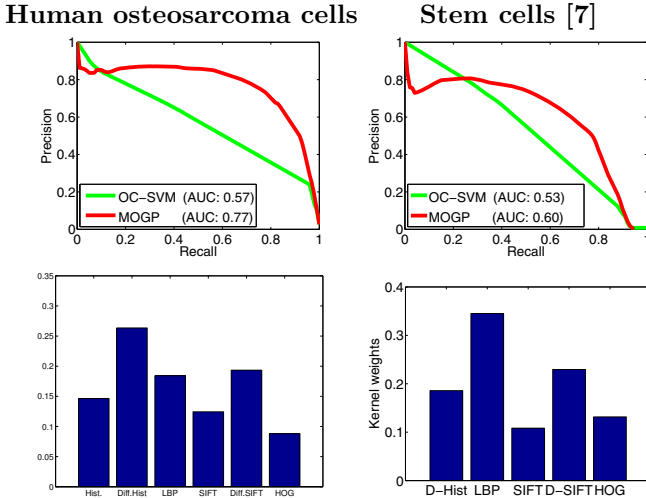 Human osteosarcoma cells
Stem cells [7]
1
0.8
0.6
0.4
0.2
0
Precision
OC−SVM (AUC: 0.57)
MOGP (AUC: 0.77)
0 0.2 0.4 0.6 0.8 1
Recall
1
0.8
0.6
0.4
0.2
0
Precision
OC−SVM (AUC: 0.53)
MOGP (AUC: 0.60)
0 0.2 0.4 0.6 0.8
Recall
0.35
0.3
0.25
0.2
0.15
0.1
0.05
0
Hist. Diff.Hist LBP SIFT Diff.SIFT HOG
0.4
0.3
0.2
0.1
0
Kernel weights
D−Hist LBP SIFT D−SIFT HOG